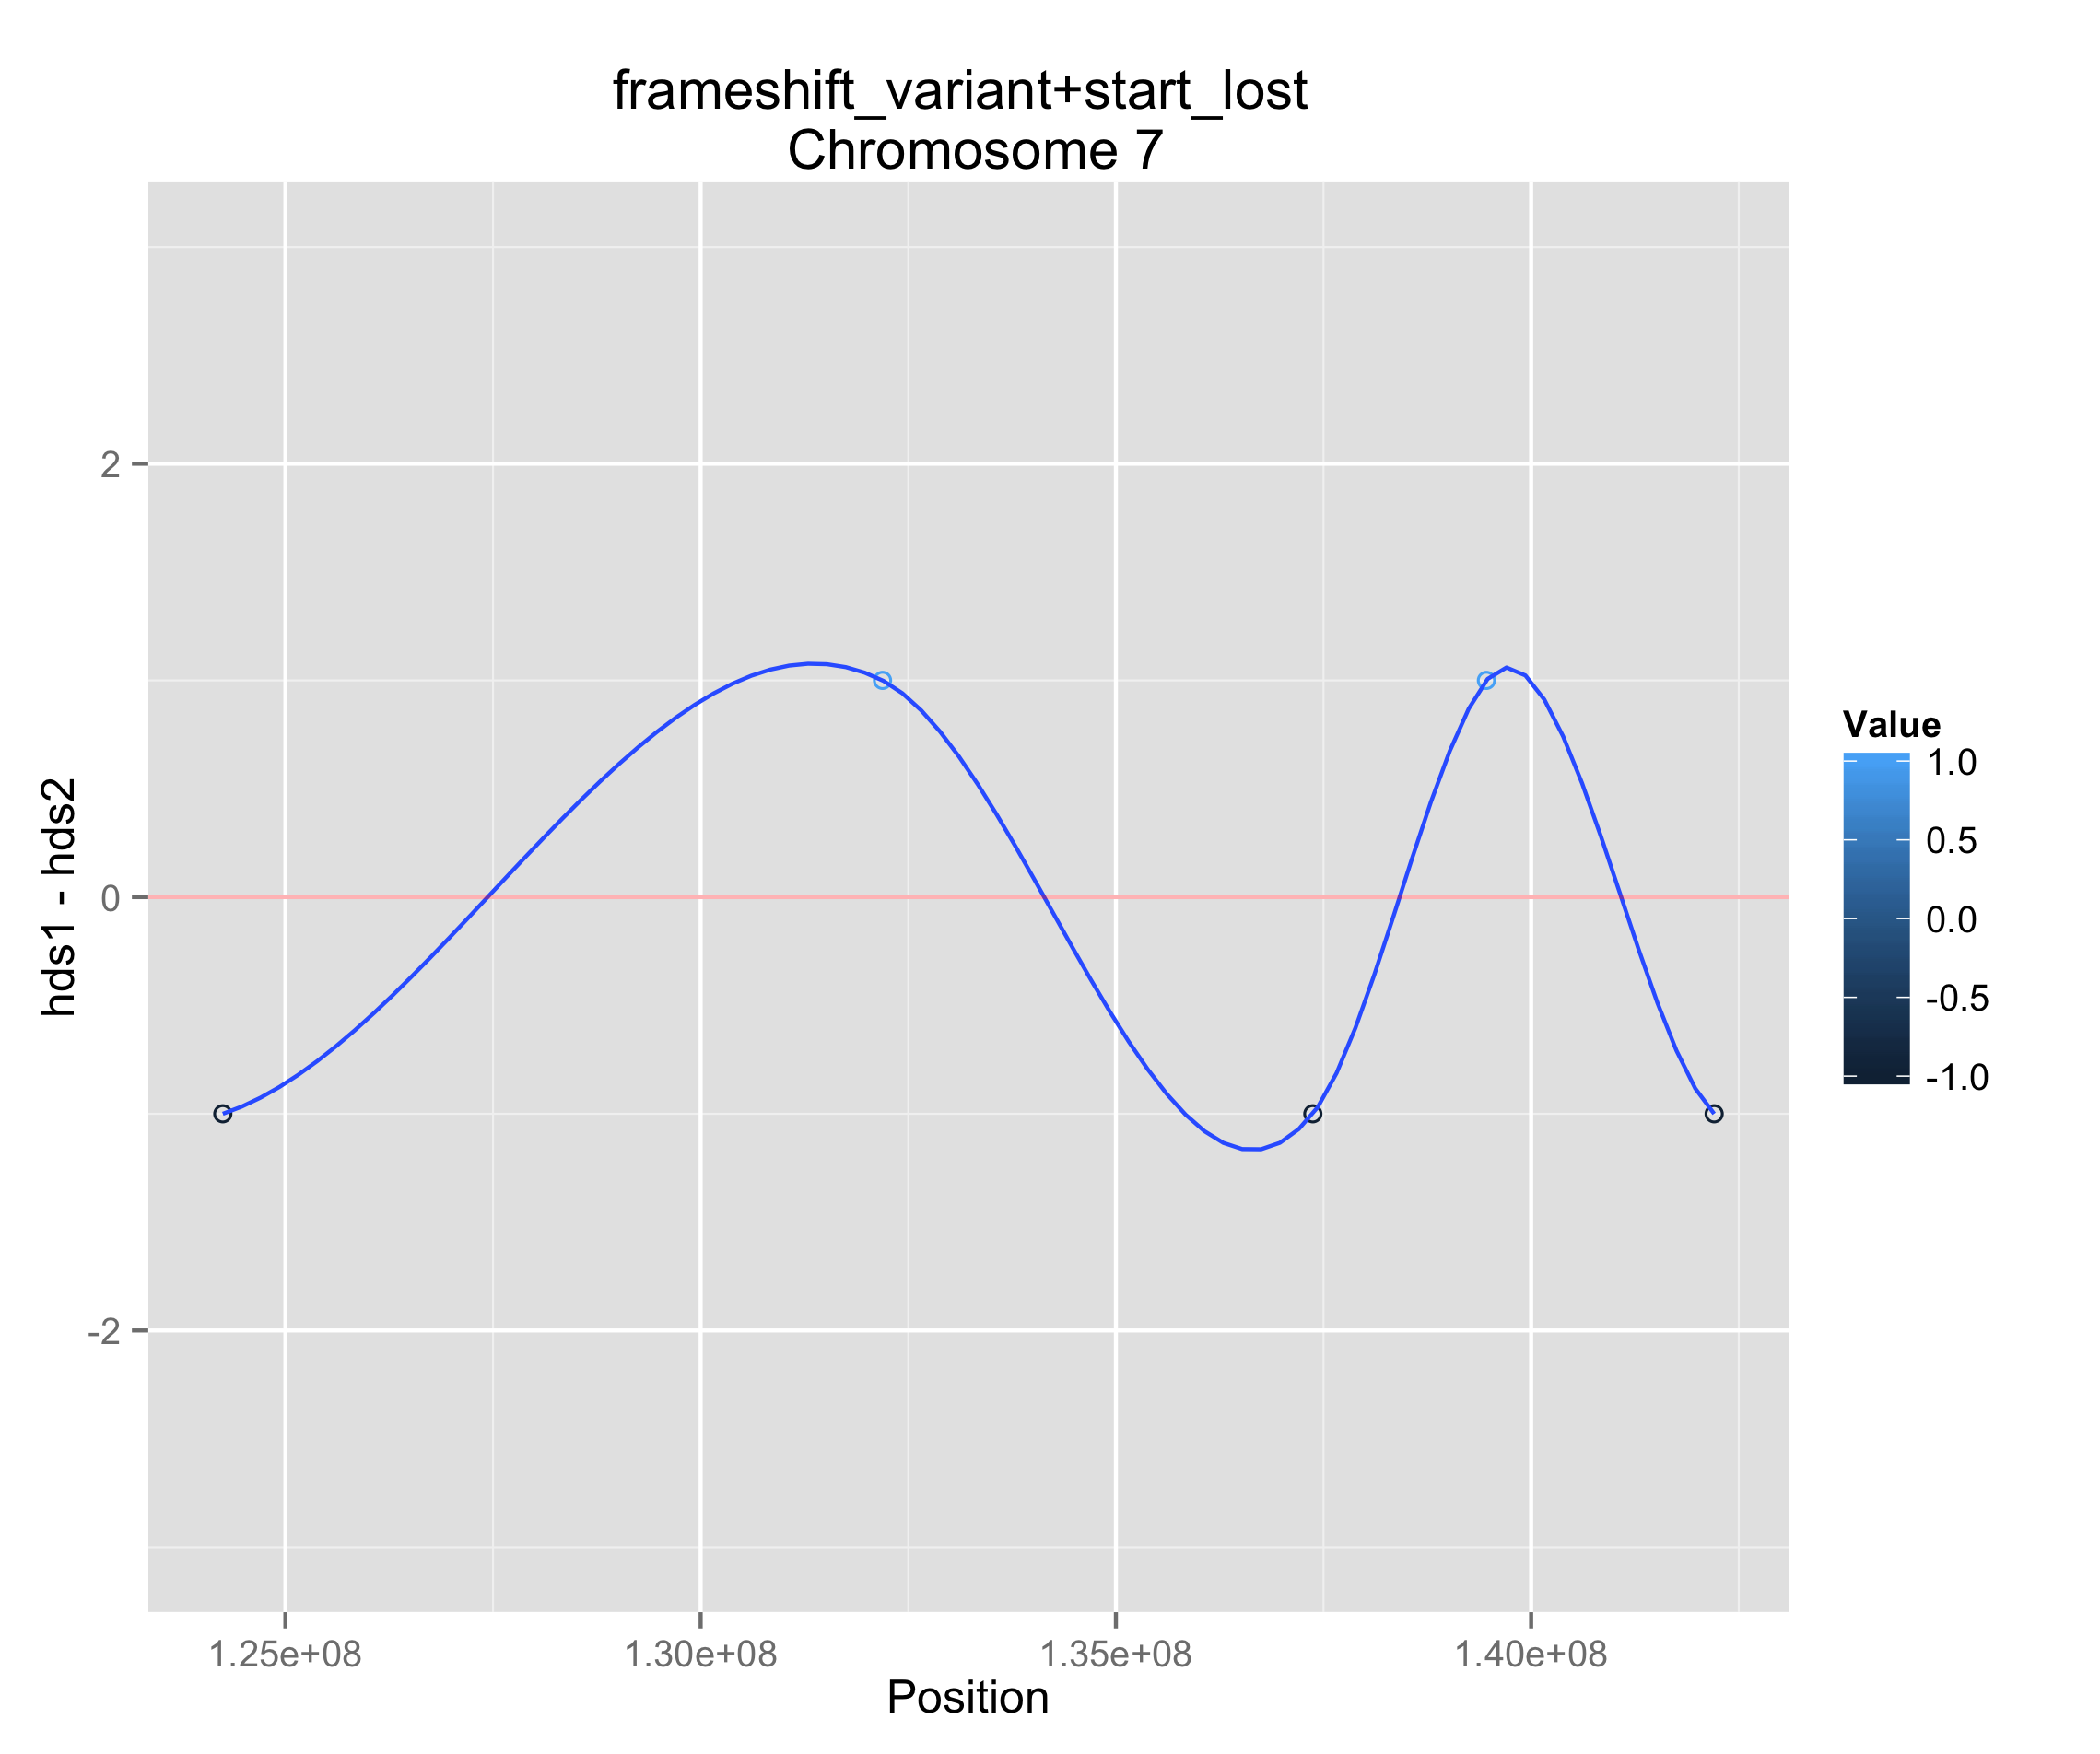 frameshift_variant+start_lost
Chromosome 7
2
0
-2
hds1 - hds2
1.25e+08
1.30e+08
1.35e+08
1.40e+08
Position
Value
1.0
0.5
0.0
-0.5
-1.0